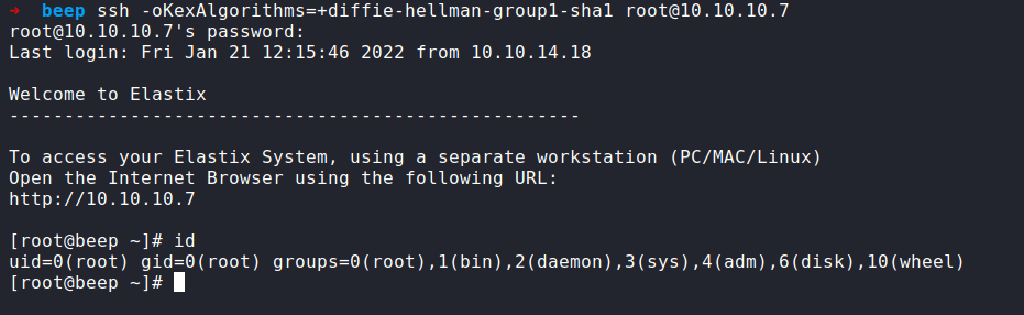 → beep ssh -oKexAlgorithms=+diffie-hellman-group1-sha1 root@10.10.10.7
root@10.10.10.7's password:
Last login: Fri Jan 21 12:15:46 2022 from 10.10.14.18
Welcome to Elastix
----------------------------------------------------
To access your Elastix System, using a separate workstation (PC/MAC/Linux)
Open the Internet Browser using the following URL:
http://10.10.10.7
[root@beep ~]# id
uid=0(root) gid=0(root) groups=0(root),1(bin),2(daemon),3(sys),4(adm),6(disk),10(wheel)
[root@beep ~]#